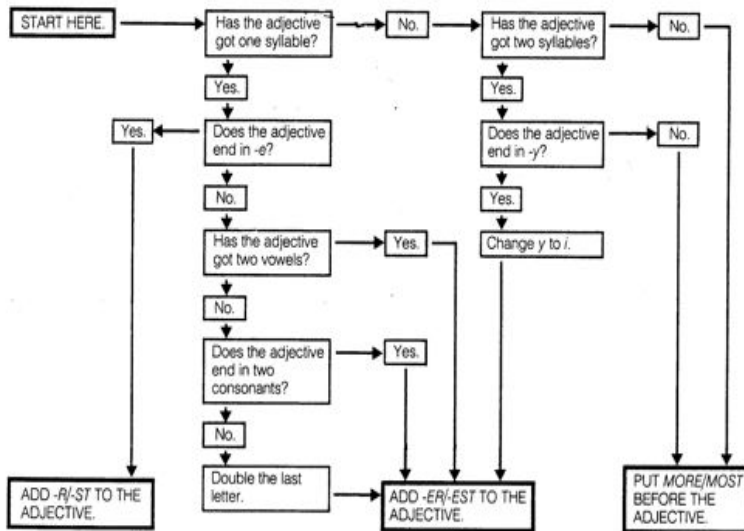 START HERE.
Has the adjective
got one syllable?
No.
Has the adjective
got two syllables?
No.
Yes.
Yes.
Yes.
Does the adjective
end in -e?
Does the adjective
end in -y?
No.
No.
Yes.
Has the adjective
got two vowels?
Yes.
Change y to i.
No.
Does the adjective
end in two
consonants?
Yes.
No.
Double the last
letter.
ADD -R/-ST TO THE
ADJECTIVE.
ADD -ER/-EST TO THE
ADJECTIVE.
PUT MORE/MOST
BEFORE THE
ADJECTIVE.